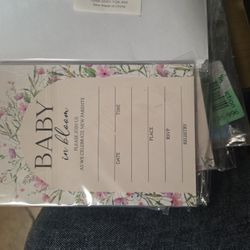 BABY
in bloom
PLEASE JOIN US
AS WE CELEBRATE NEW PARENTS
DATE
TIME
PLACE
RSVP
REGISTRY